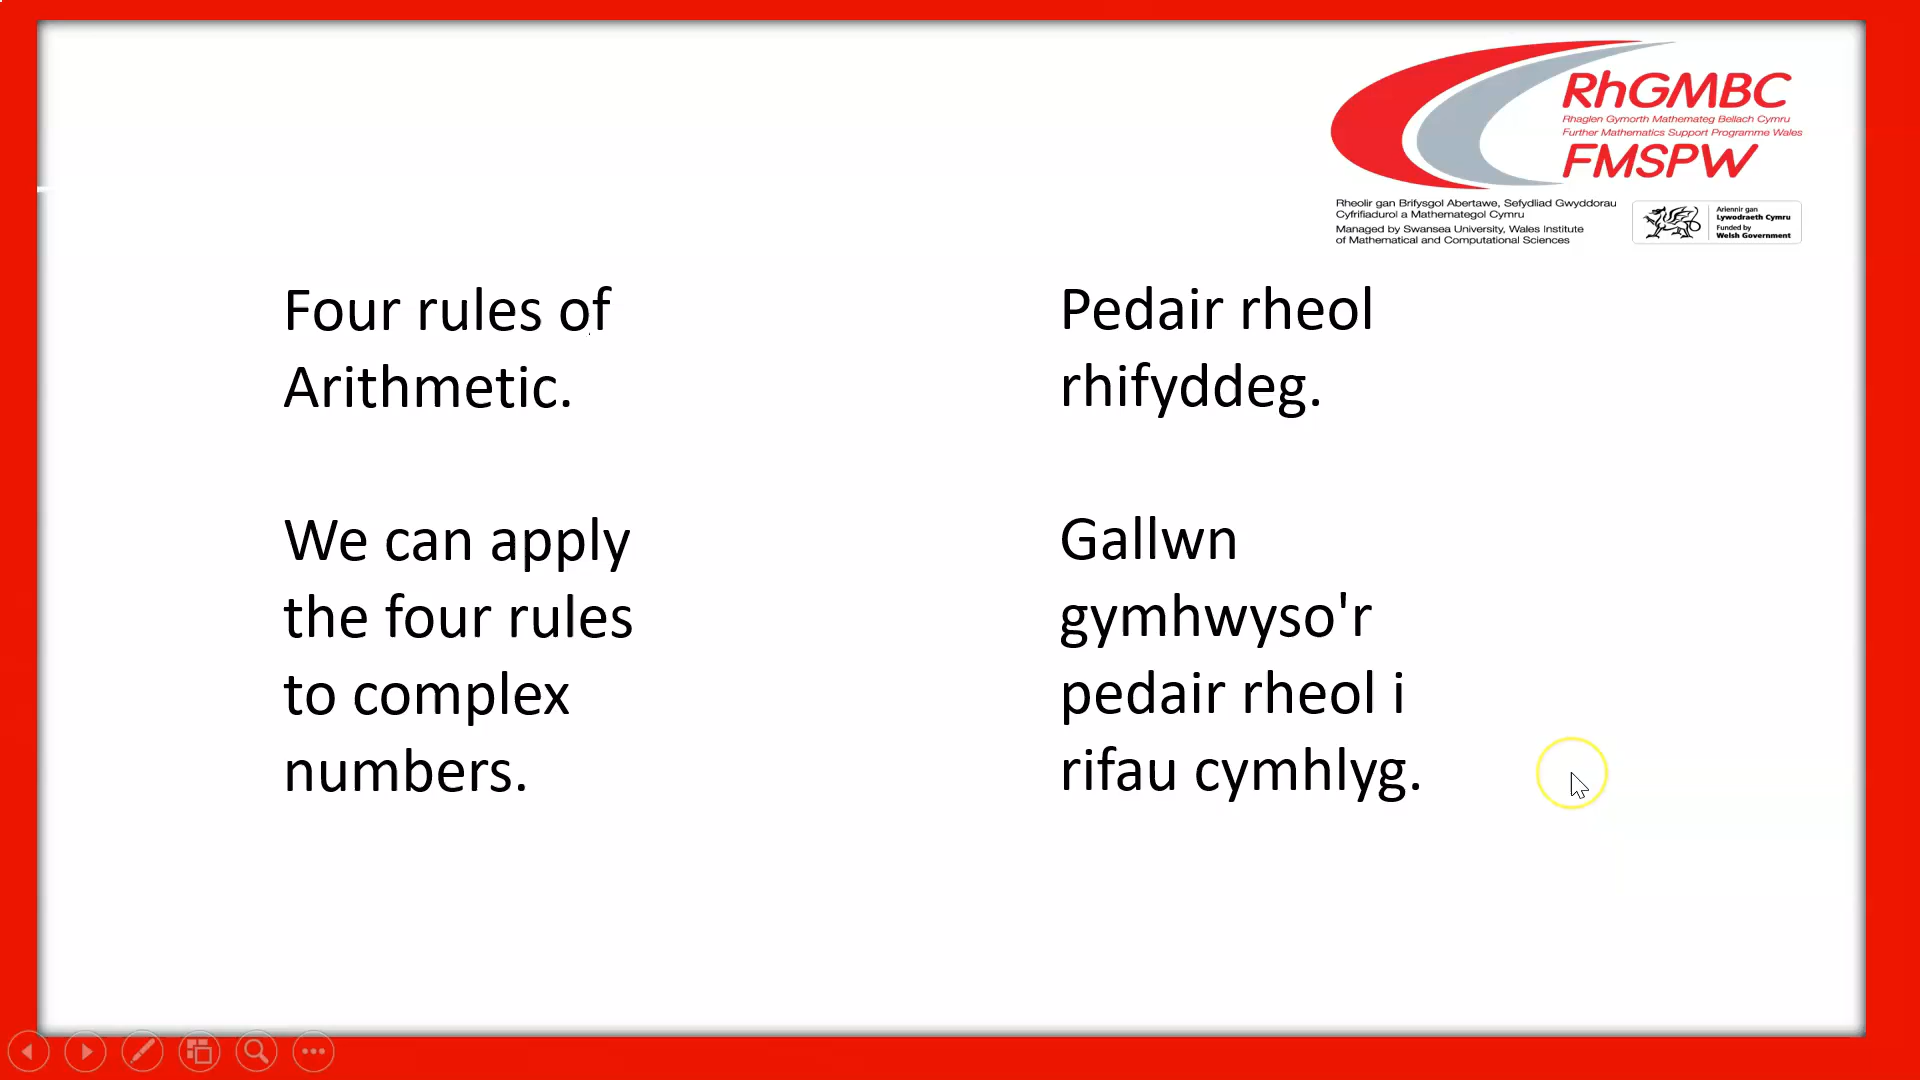 RhGMBC
Rhaglen Gymorth Mathemateg Bellach Cymru
Further Mathematics Support Programme Wales
FMSPW
Rheolir gan Brifysgol Abertawe, Sefydliad Gwyddorau
Cyfrifiadurol a Mathemategol Cymru
Managed by Swansea University, Wales Institute
of Mathematical and Computational Sciences
Ariennir gan
Lywodraeth Cymru
Funded by
Welsh Government
Four rules of
Arithmetic.
We can apply
the four rules
to complex
numbers.
Pedair rheol
rhifyddeg.
Gallwn
gymhwyso'r
pedair rheol i
rifau cymhlyg.